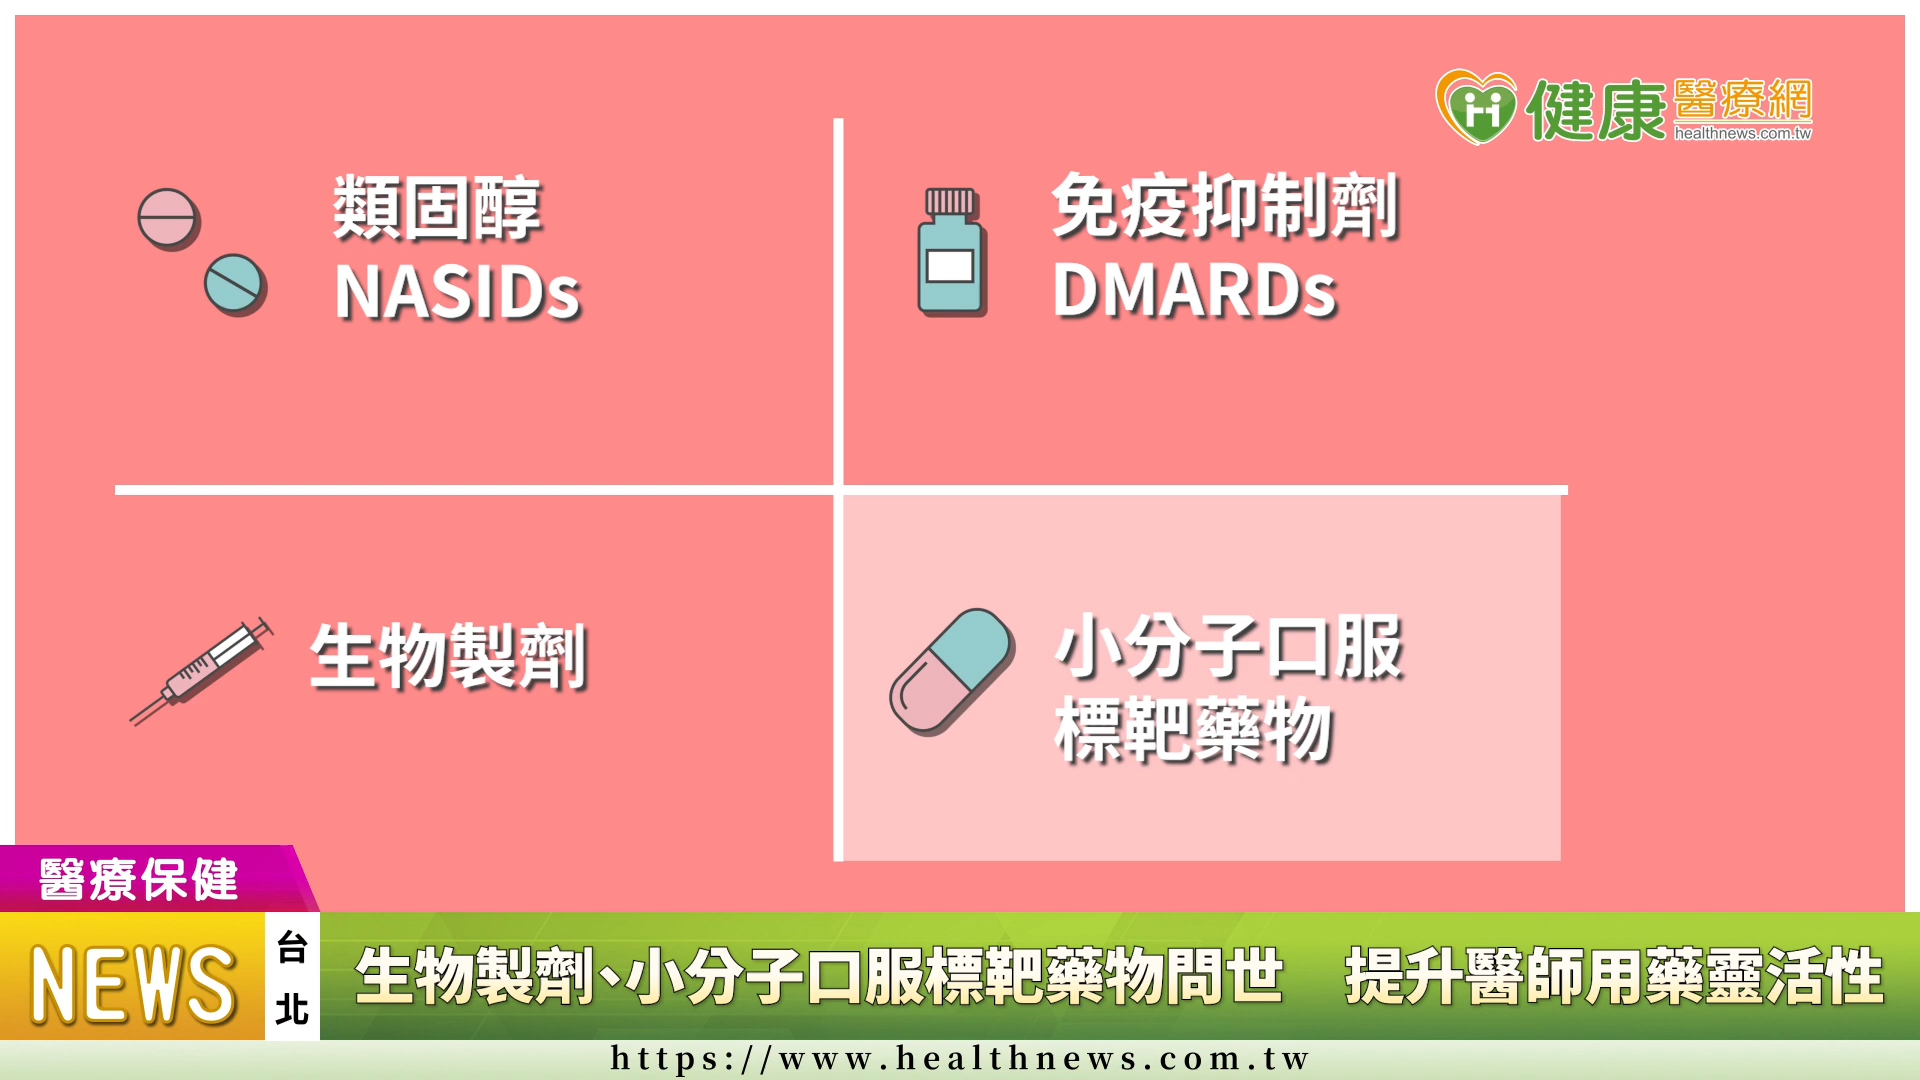 健康醫療網
healthnews.com.tw
類固醇
NASIDs
免疫抑制劑
DMARDs
生物製劑
小分子口服
標靶藥物
醫療保健
NEWS
台北
生物製劑、小分子口服標靶藥物問世　提升醫師用藥靈活性
https://www.healthnews.com.tw